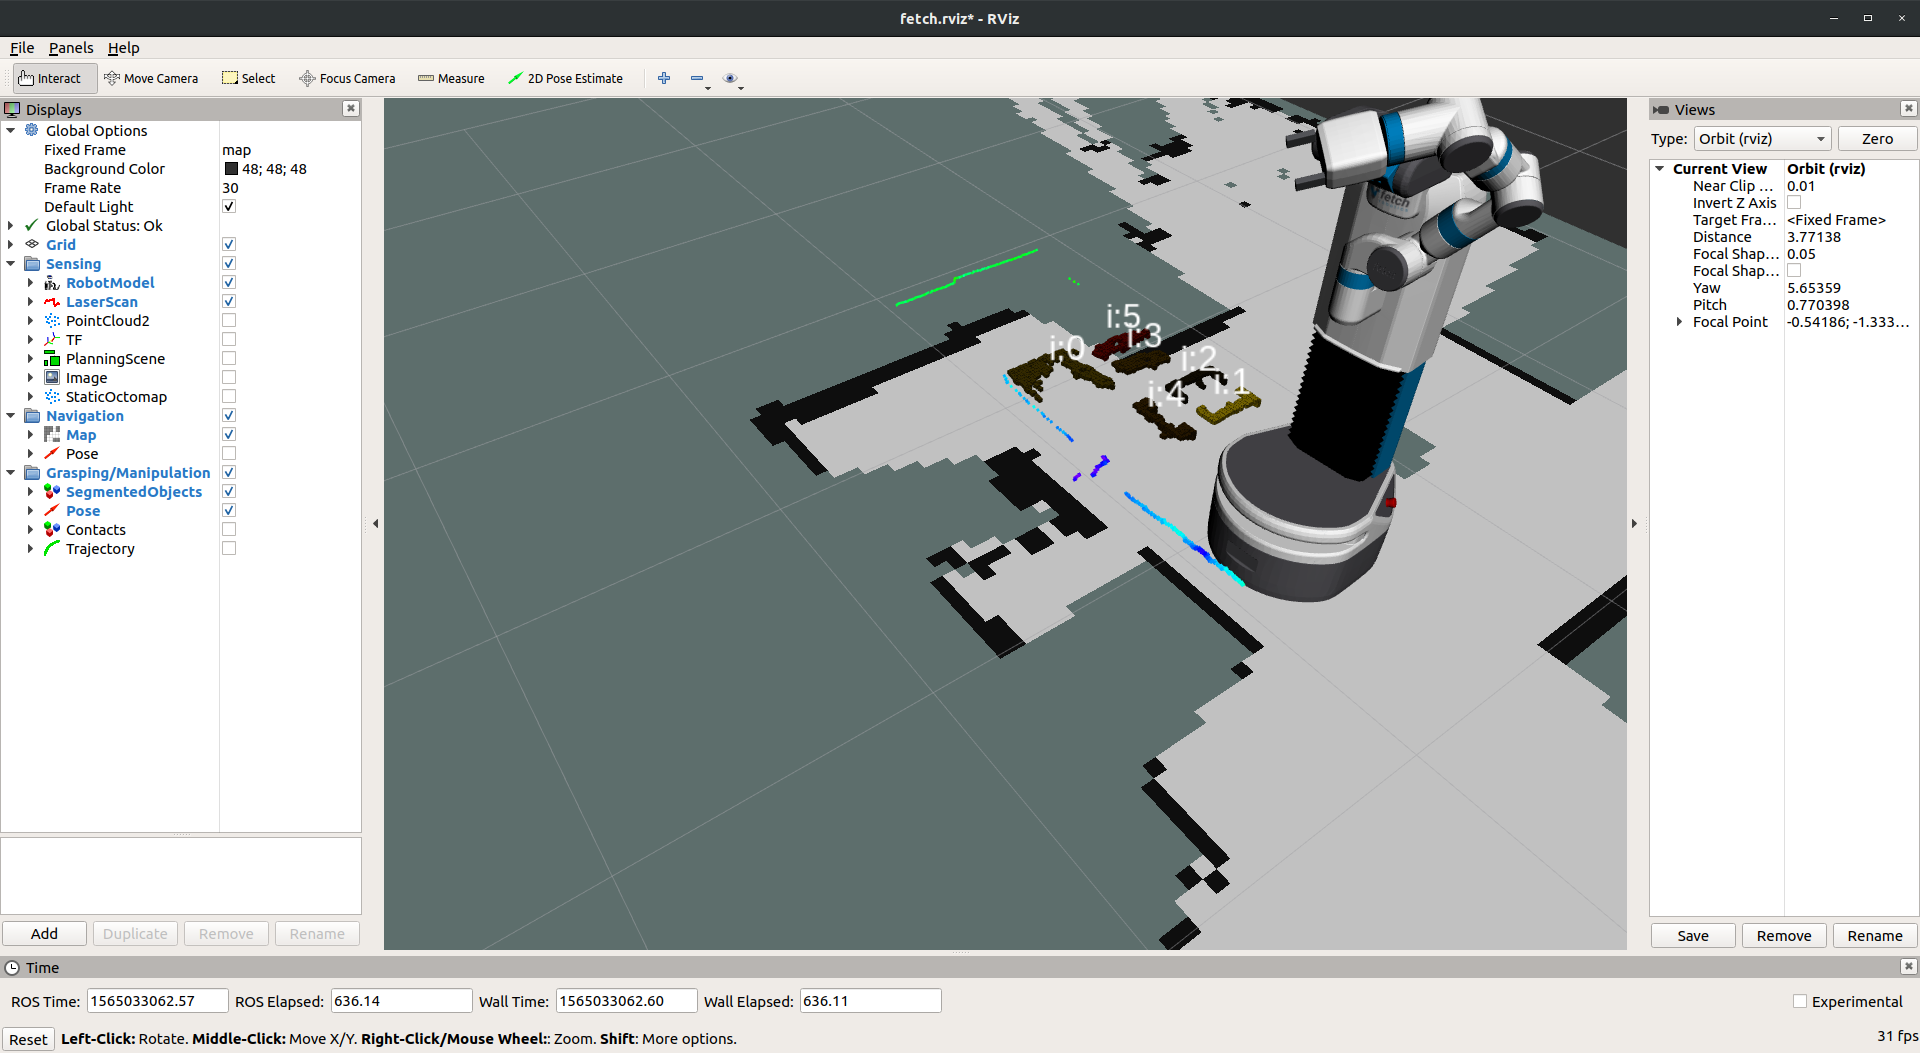 fetch.rviz* - RViz
File Panels Help
Interact Move Camera Select Focus Camera Measure 2D Pose Estimate
Displays
Global Options
Fixed Frame map
Background Color 48; 48; 48
Frame Rate 30
Default Light
Global Status: Ok
Grid
Sensing
RobotModel
LaserScan
PointCloud2
TF
PlanningScene
Image
StaticOctomap
Navigation
Map
Pose
Grasping/Manipulation
SegmentedObjects
Pose
Contacts
Trajectory
Add Duplicate Remove Rename
fetch
i:5
i:3
i:0
i:2
i:1
i:4
Views
Type: Orbit (rviz) Zero
Current View Orbit (rviz)
Near Clip ... 0.01
Invert Z Axis
Target Fra... <Fixed Frame>
Distance 3.77138
Focal Shap... 0.05
Focal Shap...
Yaw 5.65359
Pitch 0.770398
Focal Point -0.54186; -1.333...
Save Remove Rename
Time
ROS Time: 1565033062.57 ROS Elapsed: 636.14 Wall Time: 1565033062.60 Wall Elapsed: 636.11 Experimental
Reset Left-Click: Rotate. Middle-Click: Move X/Y. Right-Click/Mouse Wheel:: Zoom. Shift: More options. 31 fps